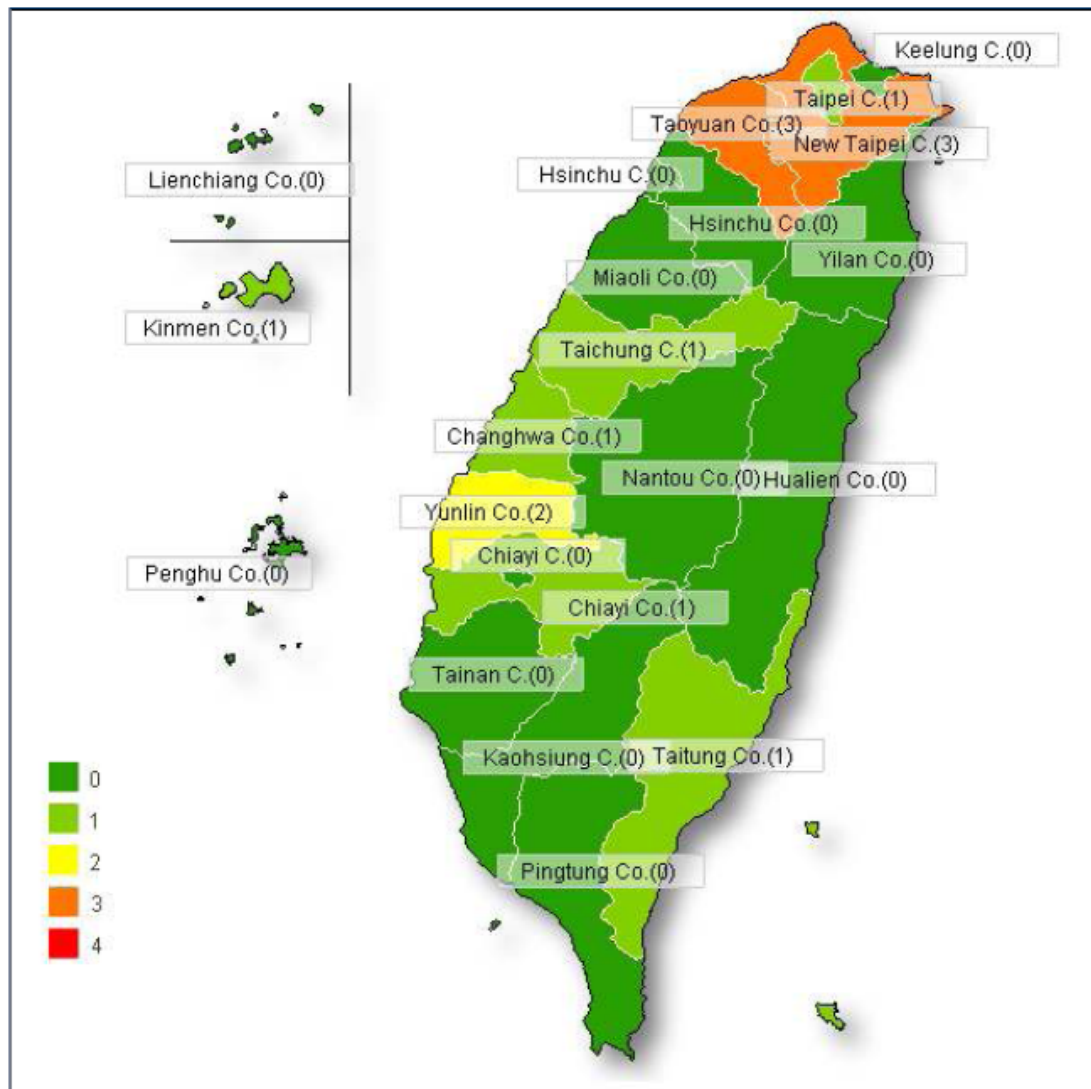 Keelung C.(0)
Taipei C.(1)
Taoyuan Co.(3)
New Taipei C.(3)
Lienchiang Co.(0)
Hsinchu C.(0)
Hsinchu Co.(0)
Yilan Co.(0)
Miaoli Co.(0)
Kinmen Co.(1)
Taichung C.(1)
Changhwa Co.(1)
Nantou Co.(0)
Hualien Co.(0)
Yunlin Co.(2)
Chiayi C.(0)
Penghu Co.(0)
Chiayi Co.(1)
Tainan C.(0)
Kaohsiung C.(0)
Taitung Co.(1)
Pingtung Co.(0)
0
1
2
3
4